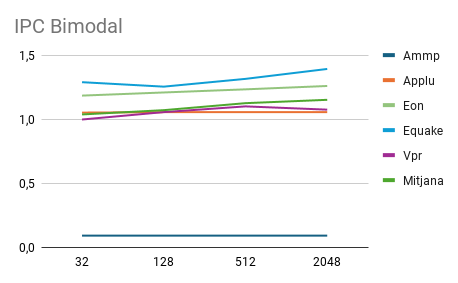 IPC Bimodal
1,5
1,0
0,5
0,0
32 128 512 2048
Ammp
Applu
Eon
Equake
Vpr
Mitjana